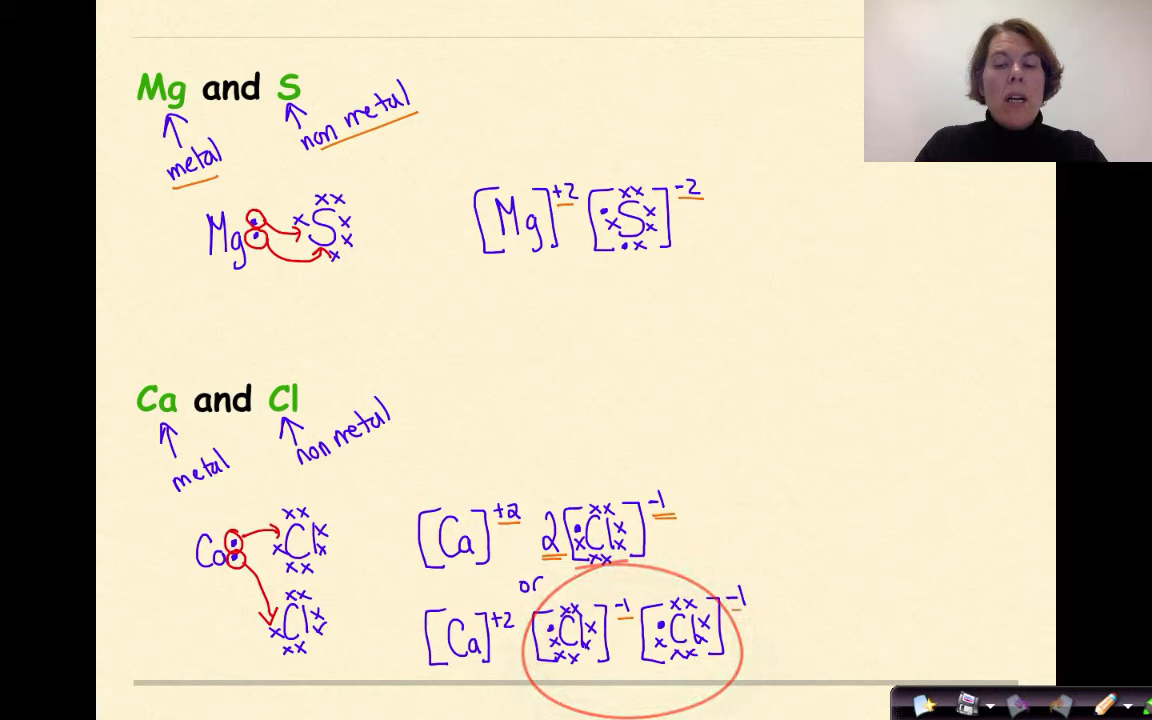 Mg and S
metal non metal
Mg S [Mg]+2 [S]-2
Ca and Cl
metal non metal
Ca Cl [Ca]+2 2[Cl]-1
or
Cl [Ca]+2 [Cl]-1 [Cl]-1